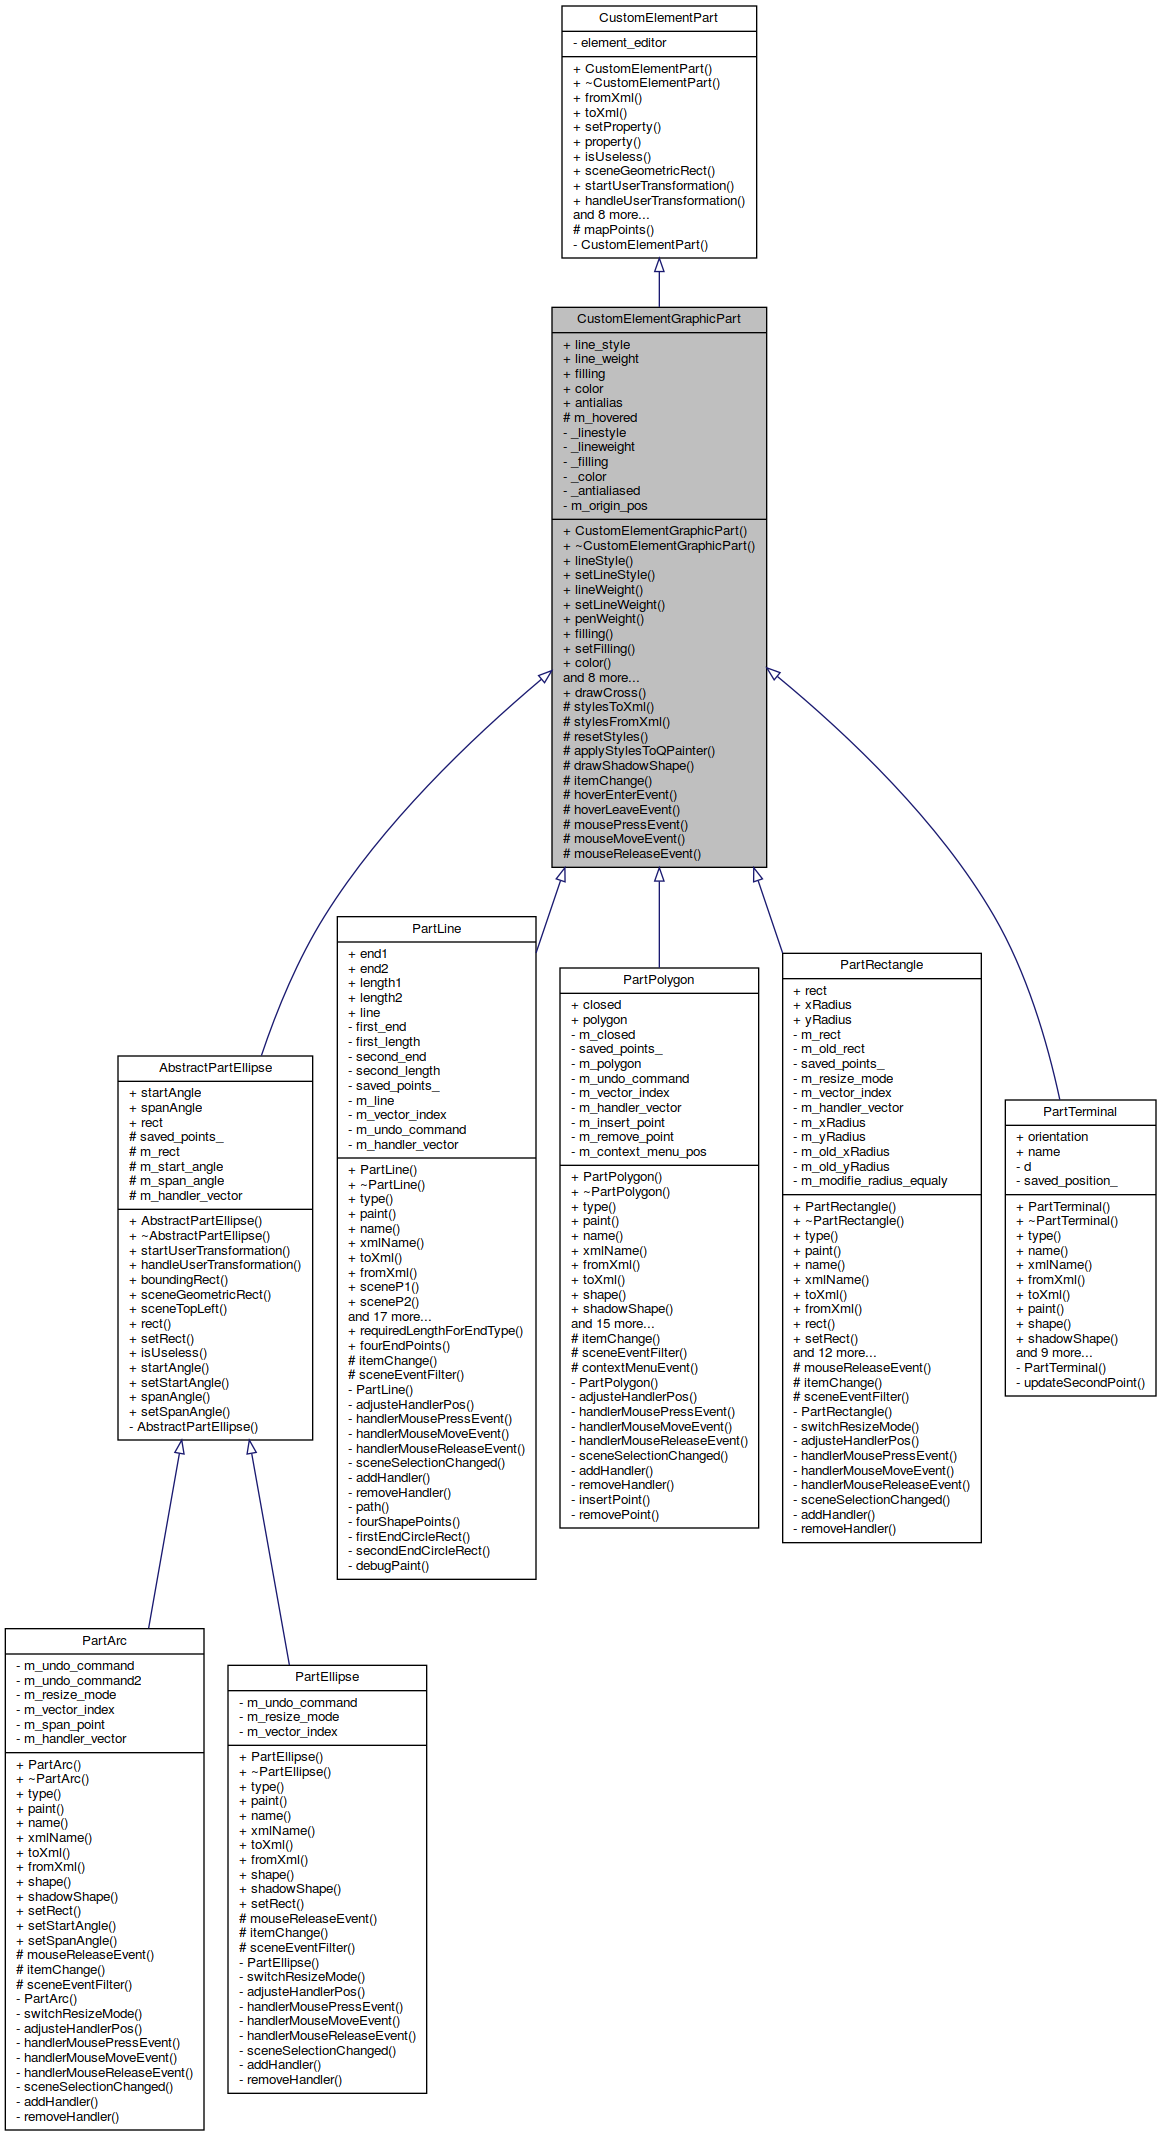 CustomElementPart
- element_editor
+ CustomElementPart()
+ ~CustomElementPart()
+ fromXml()
+ toXml()
+ setProperty()
+ property()
+ isUseless()
+ sceneGeometricRect()
+ startUserTransformation()
+ handleUserTransformation()
and 8 more...
# mapPoints()
- CustomElementPart()
CustomElementGraphicPart
+ line_style
+ line_weight
+ filling
+ color
+ antialias
# m_hovered
- _linestyle
- _lineweight
- _filling
- _color
- _antialiased
- m_origin_pos
+ CustomElementGraphicPart()
+ ~CustomElementGraphicPart()
+ lineStyle()
+ setLineStyle()
+ lineWeight()
+ setLineWeight()
+ penWeight()
+ filling()
+ setFilling()
+ color()
and 8 more...
+ drawCross()
# stylesToXml()
# stylesFromXml()
# resetStyles()
# applyStylesToQPainter()
# drawShadowShape()
# itemChange()
# hoverEnterEvent()
# hoverLeaveEvent()
# mousePressEvent()
# mouseMoveEvent()
# mouseReleaseEvent()
AbstractPartEllipse
+ startAngle
+ spanAngle
+ rect
# saved_points_
# m_rect
# m_start_angle
# m_span_angle
# m_handler_vector
+ AbstractPartEllipse()
+ ~AbstractPartEllipse()
+ startUserTransformation()
+ handleUserTransformation()
+ boundingRect()
+ sceneGeometricRect()
+ sceneTopLeft()
+ rect()
+ setRect()
+ isUseless()
+ startAngle()
+ setStartAngle()
+ spanAngle()
+ setSpanAngle()
- AbstractPartEllipse()
PartLine
+ end1
+ end2
+ length1
+ length2
+ line
- first_end
- first_length
- second_end
- second_length
- saved_points_
- m_line
- m_vector_index
- m_undo_command
- m_handler_vector
+ PartLine()
+ ~PartLine()
+ type()
+ paint()
+ name()
+ xmlName()
+ toXml()
+ fromXml()
+ sceneP1()
+ sceneP2()
and 17 more...
+ requiredLengthForEndType()
+ fourEndPoints()
# itemChange()
# sceneEventFilter()
- PartLine()
- adjusteHandlerPos()
- handlerMousePressEvent()
- handlerMouseMoveEvent()
- handlerMouseReleaseEvent()
- sceneSelectionChanged()
- addHandler()
- removeHandler()
- path()
- fourShapePoints()
- firstEndCircleRect()
- secondEndCircleRect()
- debugPaint()
PartPolygon
+ closed
+ polygon
- m_closed
- saved_points_
- m_polygon
- m_undo_command
- m_vector_index
- m_handler_vector
- m_insert_point
- m_remove_point
- m_context_menu_pos
+ PartPolygon()
+ ~PartPolygon()
+ type()
+ paint()
+ name()
+ xmlName()
+ fromXml()
+ toXml()
+ shape()
+ shadowShape()
and 15 more...
# itemChange()
# sceneEventFilter()
# contextMenuEvent()
- PartPolygon()
- adjusteHandlerPos()
- handlerMousePressEvent()
- handlerMouseMoveEvent()
- handlerMouseReleaseEvent()
- sceneSelectionChanged()
- addHandler()
- removeHandler()
- insertPoint()
- removePoint()
PartRectangle
+ rect
+ xRadius
+ yRadius
- m_rect
- m_old_rect
- saved_points_
- m_resize_mode
- m_vector_index
- m_handler_vector
- m_xRadius
- m_yRadius
- m_old_xRadius
- m_old_yRadius
- m_modifie_radius_equaly
+ PartRectangle()
+ ~PartRectangle()
+ type()
+ paint()
+ name()
+ xmlName()
+ toXml()
+ fromXml()
+ rect()
+ setRect()
and 12 more...
# mouseReleaseEvent()
# itemChange()
# sceneEventFilter()
- PartRectangle()
- switchResizeMode()
- adjusteHandlerPos()
- handlerMousePressEvent()
- handlerMouseMoveEvent()
- handlerMouseReleaseEvent()
- sceneSelectionChanged()
- addHandler()
- removeHandler()
PartTerminal
+ orientation
+ name
- d
- saved_position_
+ PartTerminal()
+ ~PartTerminal()
+ type()
+ name()
+ xmlName()
+ fromXml()
+ toXml()
+ paint()
+ shape()
+ shadowShape()
and 9 more...
- PartTerminal()
- updateSecondPoint()
PartArc
- m_undo_command
- m_undo_command2
- m_resize_mode
- m_vector_index
- m_span_point
- m_handler_vector
+ PartArc()
+ ~PartArc()
+ type()
+ paint()
+ name()
+ xmlName()
+ toXml()
+ fromXml()
+ shape()
+ shadowShape()
+ setRect()
+ setStartAngle()
+ setSpanAngle()
# mouseReleaseEvent()
# itemChange()
# sceneEventFilter()
- PartArc()
- switchResizeMode()
- adjusteHandlerPos()
- handlerMousePressEvent()
- handlerMouseMoveEvent()
- handlerMouseReleaseEvent()
- sceneSelectionChanged()
- addHandler()
- removeHandler()
PartEllipse
- m_undo_command
- m_resize_mode
- m_vector_index
+ PartEllipse()
+ ~PartEllipse()
+ type()
+ paint()
+ name()
+ xmlName()
+ toXml()
+ fromXml()
+ shape()
+ shadowShape()
+ setRect()
# mouseReleaseEvent()
# itemChange()
# sceneEventFilter()
- PartEllipse()
- switchResizeMode()
- adjusteHandlerPos()
- handlerMousePressEvent()
- handlerMouseMoveEvent()
- handlerMouseReleaseEvent()
- sceneSelectionChanged()
- addHandler()
- removeHandler()